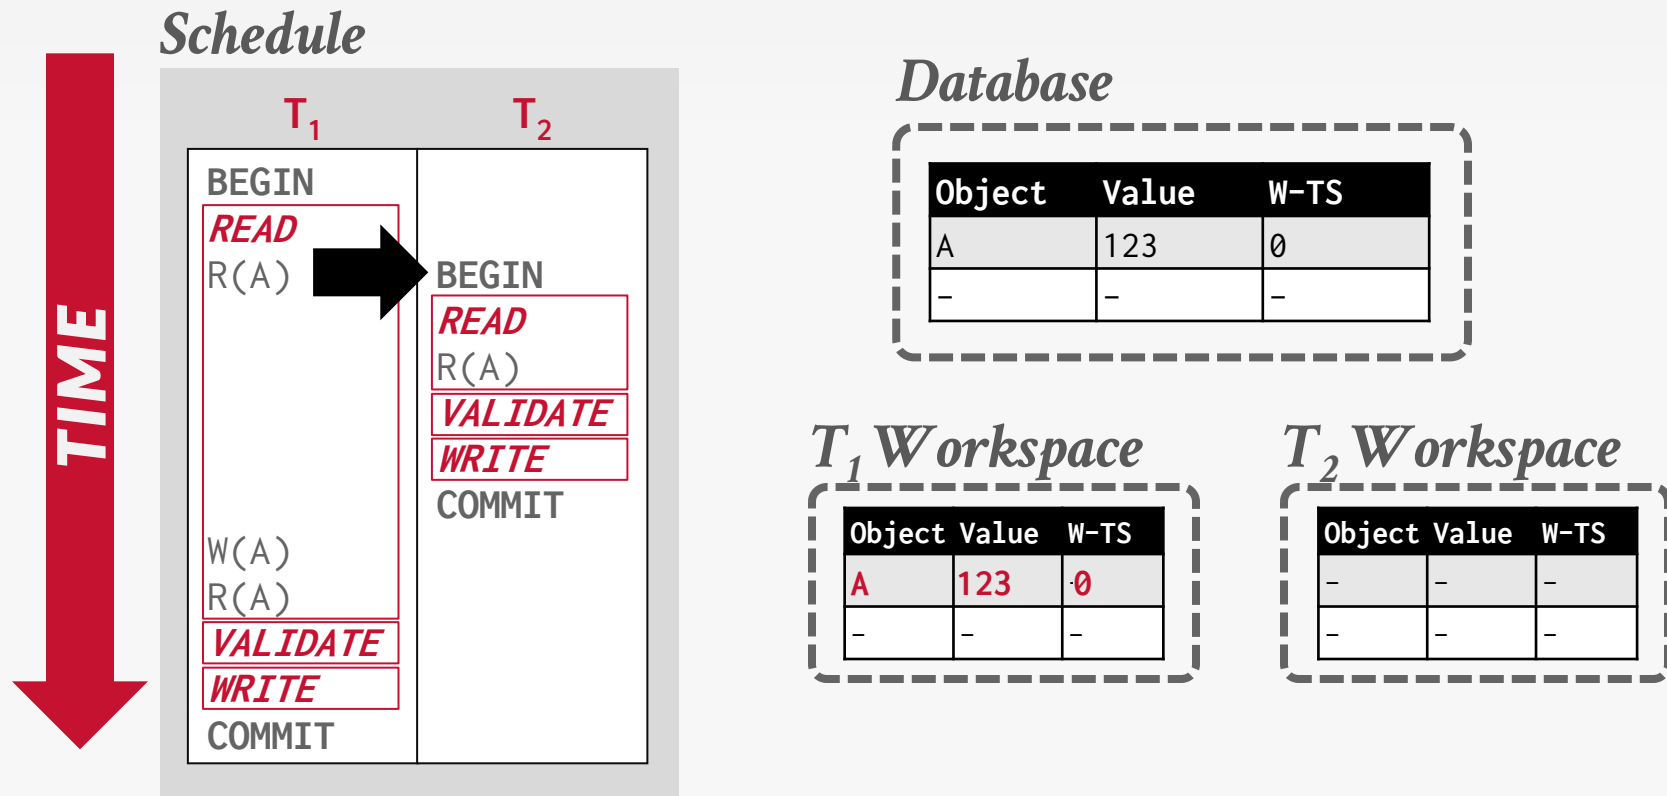 Schedule
TIME
T1 T2
BEGIN
READ
R(A) BEGIN
READ
R(A)
VALIDATE
WRITE
COMMIT
W(A)
R(A)
VALIDATE
WRITE
COMMIT
Database
Object Value W-TS
A 123 0
- - -
T1 Workspace
Object Value W-TS
A 123 0
- - -
T2 Workspace
Object Value W-TS
- - -
- - -